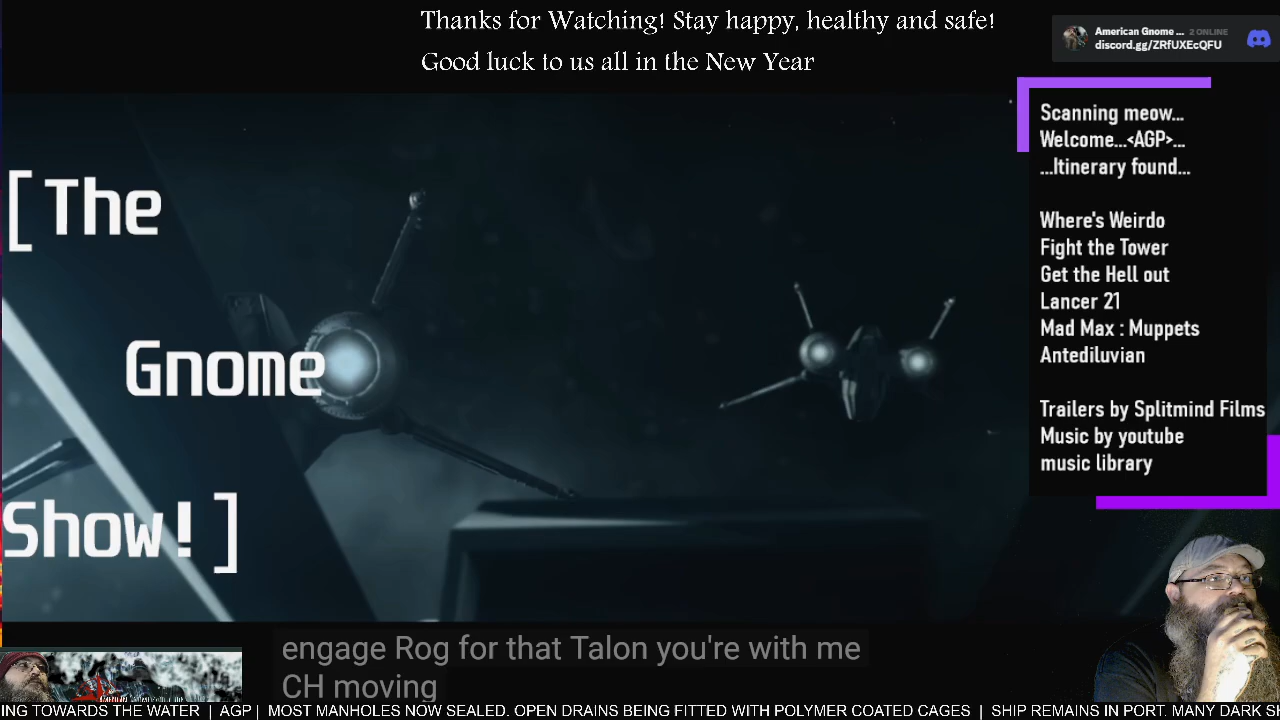 Thanks for Watching! Stay happy, healthy and safe!
Good luck to us all in the New Year
American Gnome ... 2 ONLINE
discord.gg/ZRfUXEcQFU
[The
Gnome
Show!]
Scanning meow...
Welcome...<AGP>...
...Itinerary found...
Where's Weirdo
Fight the Tower
Get the Hell out
Lancer 21
Mad Max : Muppets
Antediluvian
Trailers by Splitmind Films
Music by youtube
music library
engage Rog for that Talon you're with me
CH moving
ING TOWARDS THE WATER | AGP | MOST MANHOLES NOW SEALED. OPEN DRAINS BEING FITTED WITH POLYMER COATED CAGES | SHIP REMAINS IN PORT. MANY DARK SH